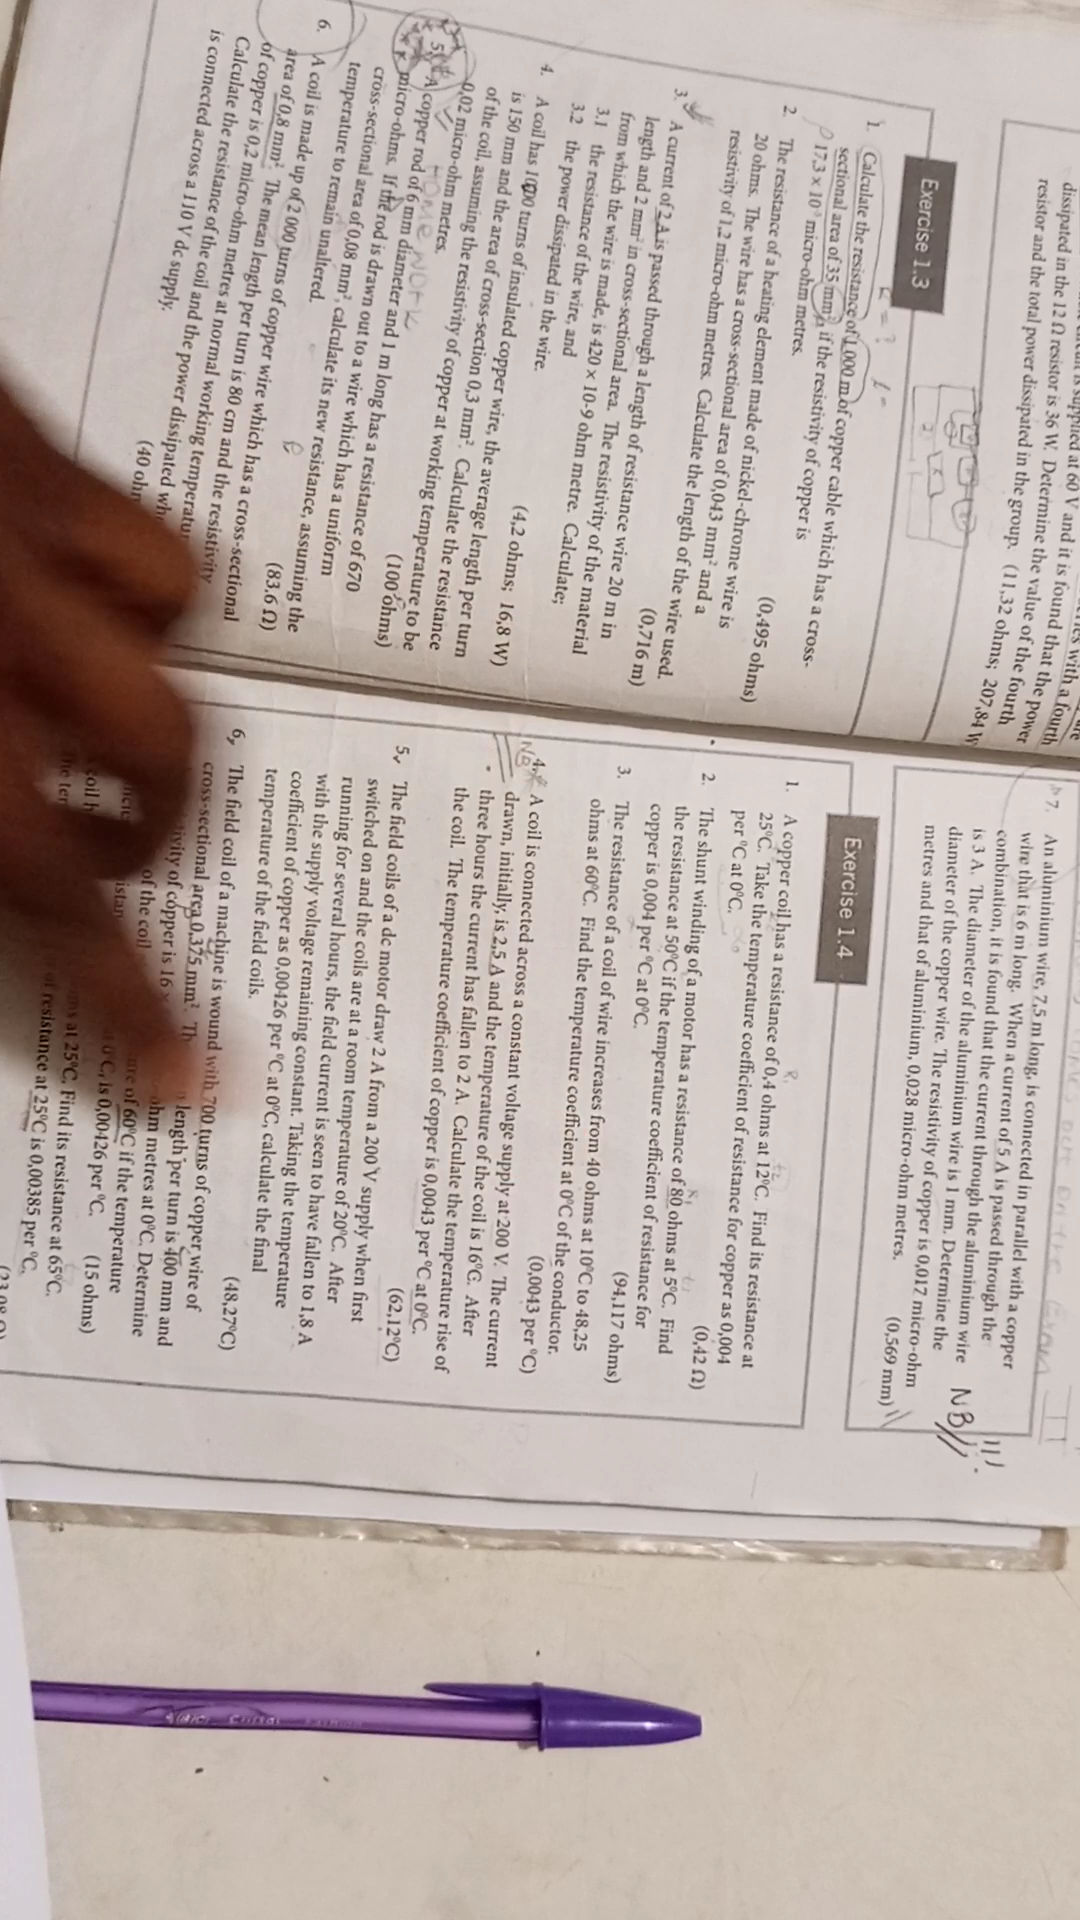 dissipated in the 12 Ω resistor is 36 W. Determine the value of the fourth
resistor and the total power dissipated in the group. (11,32 ohms; 207,84 W
Exercise 1.3
R = ?
1. Calculate the resistance of 1 000 m of copper cable which has a cross-
sectional area of 35 mm² if the resistivity of copper is
17,3 × 10⁻³ micro-ohm metres.
(0,495 ohms)
2. The resistance of a heating element made of nickel-chrome wire is
20 ohms. The wire has a cross-sectional area of 0,043 mm² and a
resistivity of 1,2 micro-ohm metres. Calculate the length of the wire used.
(0,716 m)
3. A current of 2 A is passed through a length of resistance wire 20 m in
length and 2 mm² in cross-sectional area. The resistivity of the material
from which the wire is made, is 420 × 10-9 ohm metre. Calculate;
3.1 the resistance of the wire, and
3.2 the power dissipated in the wire.
(4,2 ohms; 16,8 W)
4. A coil has 1000 turns of insulated copper wire, the average length per turn
is 150 mm and the area of cross-section 0,3 mm². Calculate the resistance
of the coil, assuming the resistivity of copper at working temperature to be
0,02 micro-ohm metres.
(100 ohms)
HOME WORK
5. A copper rod of 6 mm diameter and 1 m long has a resistance of 670
micro-ohms. If the rod is drawn out to a wire which has a uniform
cross-sectional area of 0,08 mm², calculate its new resistance, assuming the
temperature to remain unaltered.
(83.6 Ω)
6. A coil is made up of 2 000 turns of copper wire which has a cross-sectional
area of 0,8 mm². The mean length per turn is 80 cm and the resistivity
of copper is 0,2 micro-ohm metres at normal working
Calculate the resistance of the coil and the power dissipated
is connected across a 110 V dc supply.
(40
7. An aluminium wire, 7,5 m long, is connected in parallel with a copper
wire that is 6 m long. When a current of 5 A is passed through the
combination, it is found that the current through the aluminium wire
is 3 A. The diameter of the aluminium wire is 1 mm. Determine the
diameter of the copper wire. The resistivity of copper is 0,017 micro-ohm
metres and that of aluminium, 0,028 micro-ohm metres.
(0,569 mm)
NB
Exercise 1.4
1. A copper coil has a resistance of 0,4 ohms at 12°C. Find its resistance at
25°C. Take the temperature coefficient of resistance for copper as 0,004
per °C at 0°C.
(0,42 Ω)
2. The shunt winding of a motor has a resistance of 80 ohms at 5°C. Find
the resistance at 50°C if the temperature coefficient of resistance for
copper is 0,004 per °C at 0°C.
(94,117 ohms)
3. The resistance of a coil of wire increases from 40 ohms at 10°C to 48,25
ohms at 60°C. Find the temperature coefficient at 0°C of the conductor.
(0,0043 per °C)
NB
4. A coil is connected across a constant voltage supply at 200 V. The current
drawn, initially, is 2,5 A and the temperature of the coil is 16°C. After
three hours the current has fallen to 2 A. Calculate the temperature rise of
the coil. The temperature coefficient of copper is 0,0043 per °C at 0°C.
(62,12°C)
5. The field coils of a dc motor draw 2 A from a 200 V supply when first
switched on and the coils are at a room temperature of 20°C. After
running for several hours, the field current is seen to have fallen to 1,8 A
with the supply voltage remaining constant. Taking the temperature
coefficient of copper as 0,00426 per °C at 0°C, calculate the final
temperature of the field coils.
(48,27°C)
6. The field coil of a machine is wound with 700 turns of copper wire of
cross-sectional area 0,375 mm². length per turn is 400 mm and
of copper is 16 × ohm metres at 0°C. Determine
of the coil of 60°C if the temperature
0°C, is 0,00426 per °C.
(15 ohms)
at 25°C. Find its resistance at 65°C.
of resistance at 25°C is 0,00385 per °C.